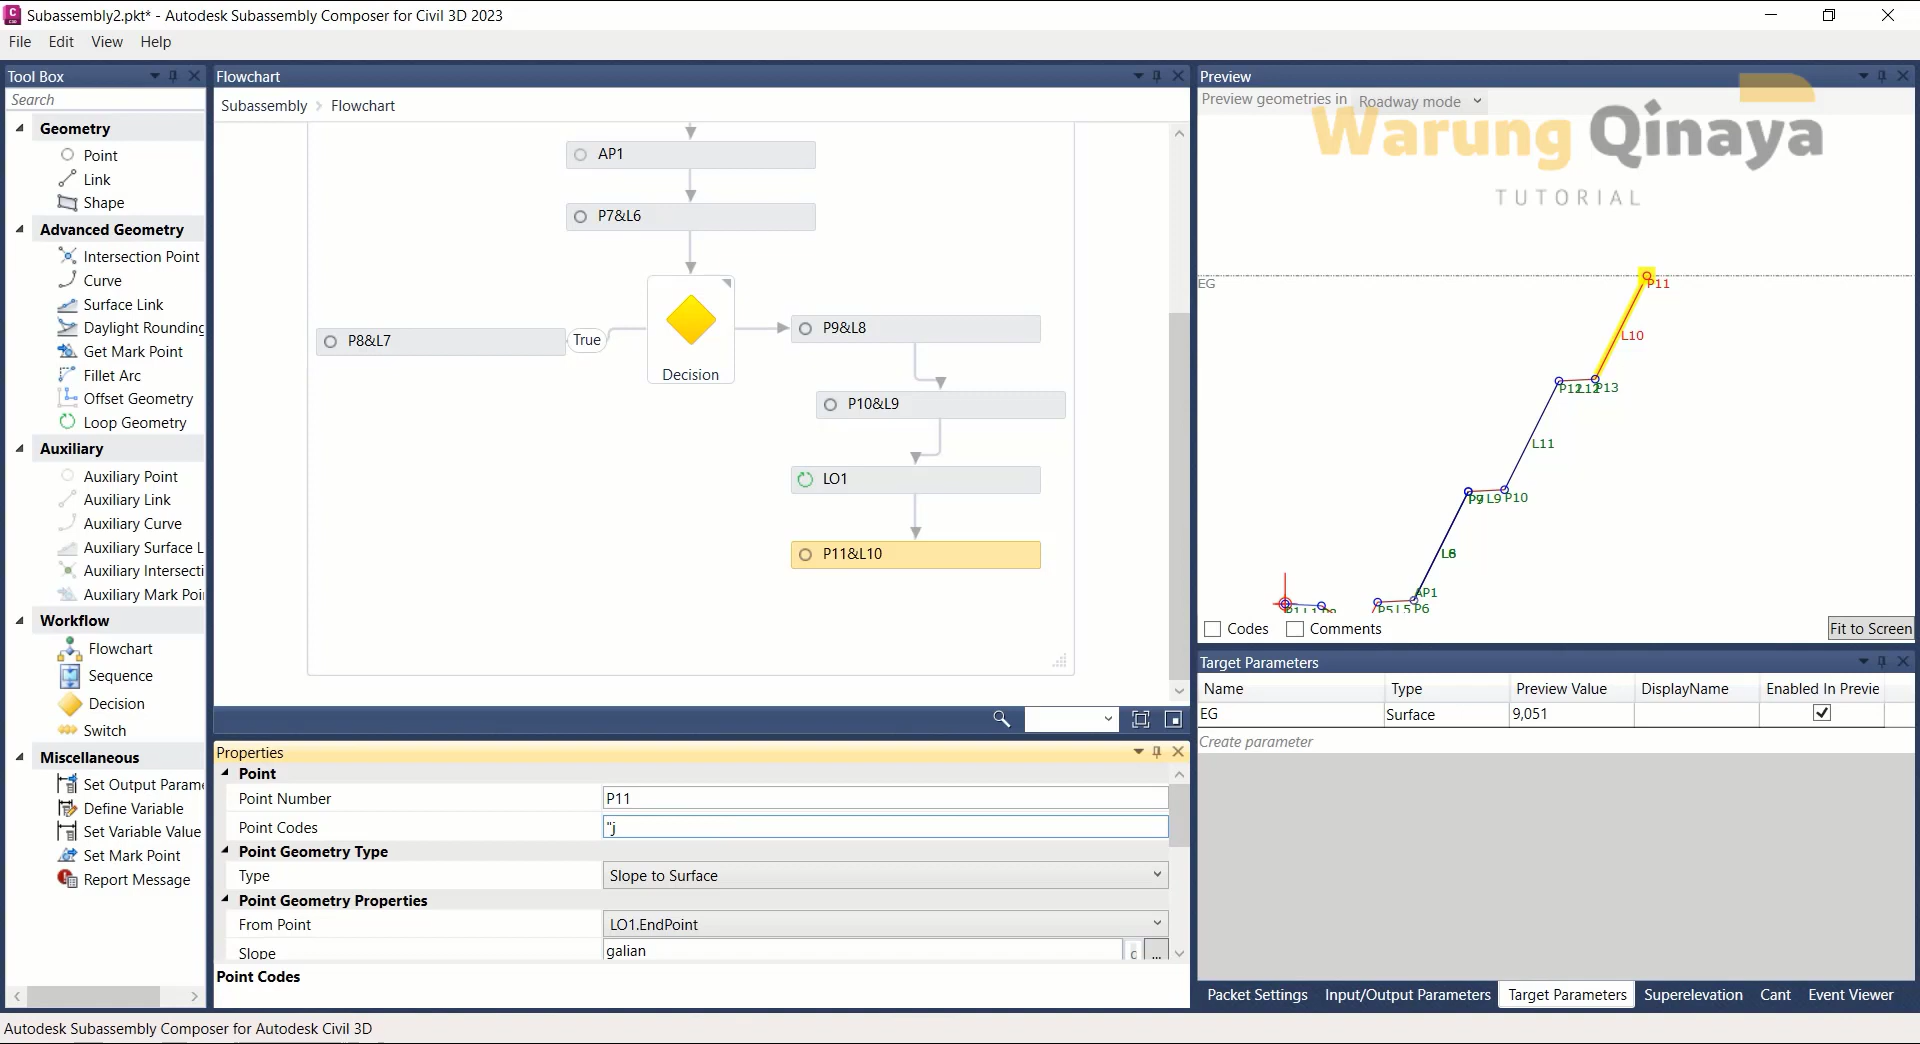 Subassembly2.pkt* - Autodesk Subassembly Composer for Civil 3D 2023
File Edit View Help
Tool Box
Search
Geometry
Point
Link
Shape
Advanced Geometry
Intersection Point
Curve
Surface Link
Daylight Rounding
Get Mark Point
Fillet Arc
Offset Geometry
Loop Geometry
Auxiliary
Auxiliary Point
Auxiliary Link
Auxiliary Curve
Auxiliary Surface L
Auxiliary Intersecti
Auxiliary Mark Poi
Workflow
Flowchart
Sequence
Decision
Switch
Miscellaneous
Set Output Parame
Define Variable
Set Variable Value
Set Mark Point
Report Message
Flowchart
Subassembly > Flowchart
AP1
P7&L6
P8&L7
True
Decision
P9&L8
P10&L9
LO1
P11&L10
Properties
Point
Point Number P11
Point Codes "j
Point Geometry Type
Type Slope to Surface
Point Geometry Properties
From Point LO1.EndPoint
Slope galian ...
Point Codes
Preview
Preview geometries in Roadway mode
Warung Qinaya
TUTORIAL
EG
P11
L10
P12 L12 P13
L11
L9 P10
AP1
P5 L5 P6
Codes Comments Fit to Screen
Target Parameters
Name Type Preview Value DisplayName Enabled In Previe
EG Surface 9,051
Create parameter
Packet Settings Input/Output Parameters Target Parameters Superelevation Cant Event Viewer
Autodesk Subassembly Composer for Autodesk Civil 3D